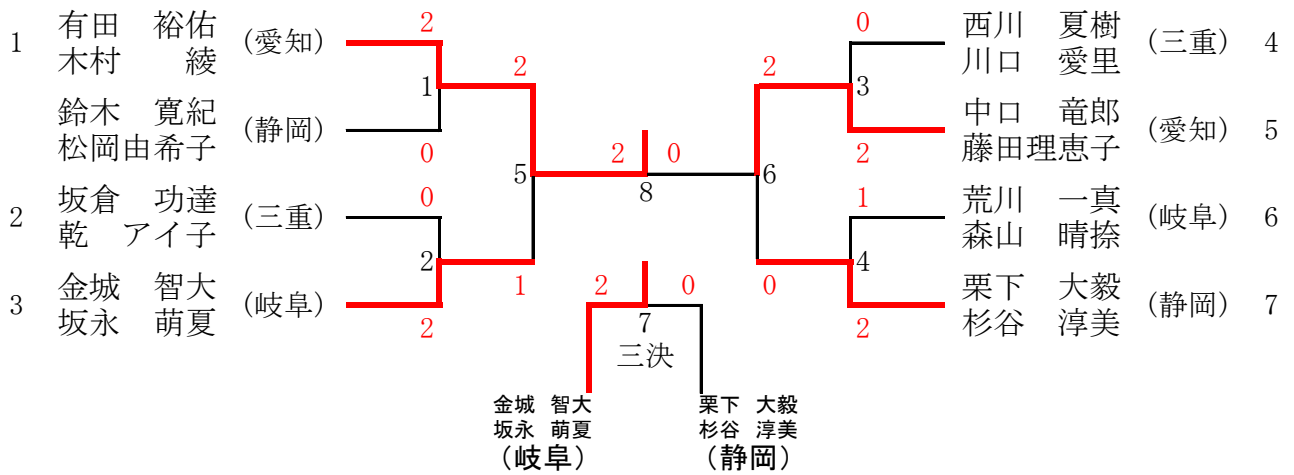 1 有田 裕佑 (愛知)
木村 綾
鈴木 寛紀 (静岡)
松岡由希子
2 坂倉 功達 (三重)
乾 アイ子
3 金城 智大 (岐阜)
坂永 萌夏
2
1
0
0
2
2
2
5
1
2 0
8
2 0
7
三決
金城 智大
坂永 萌夏
(岐阜)
栗下 大毅
杉谷 淳美
(静岡)
2
6
0
0
3
2
1
4
2
西川 夏樹 (三重) 4
川口 愛里
中口 竜郎 (愛知) 5
藤田理恵子
荒川 一真 (岐阜) 6
森山 晴捺
栗下 大毅 (静岡) 7
杉谷 淳美